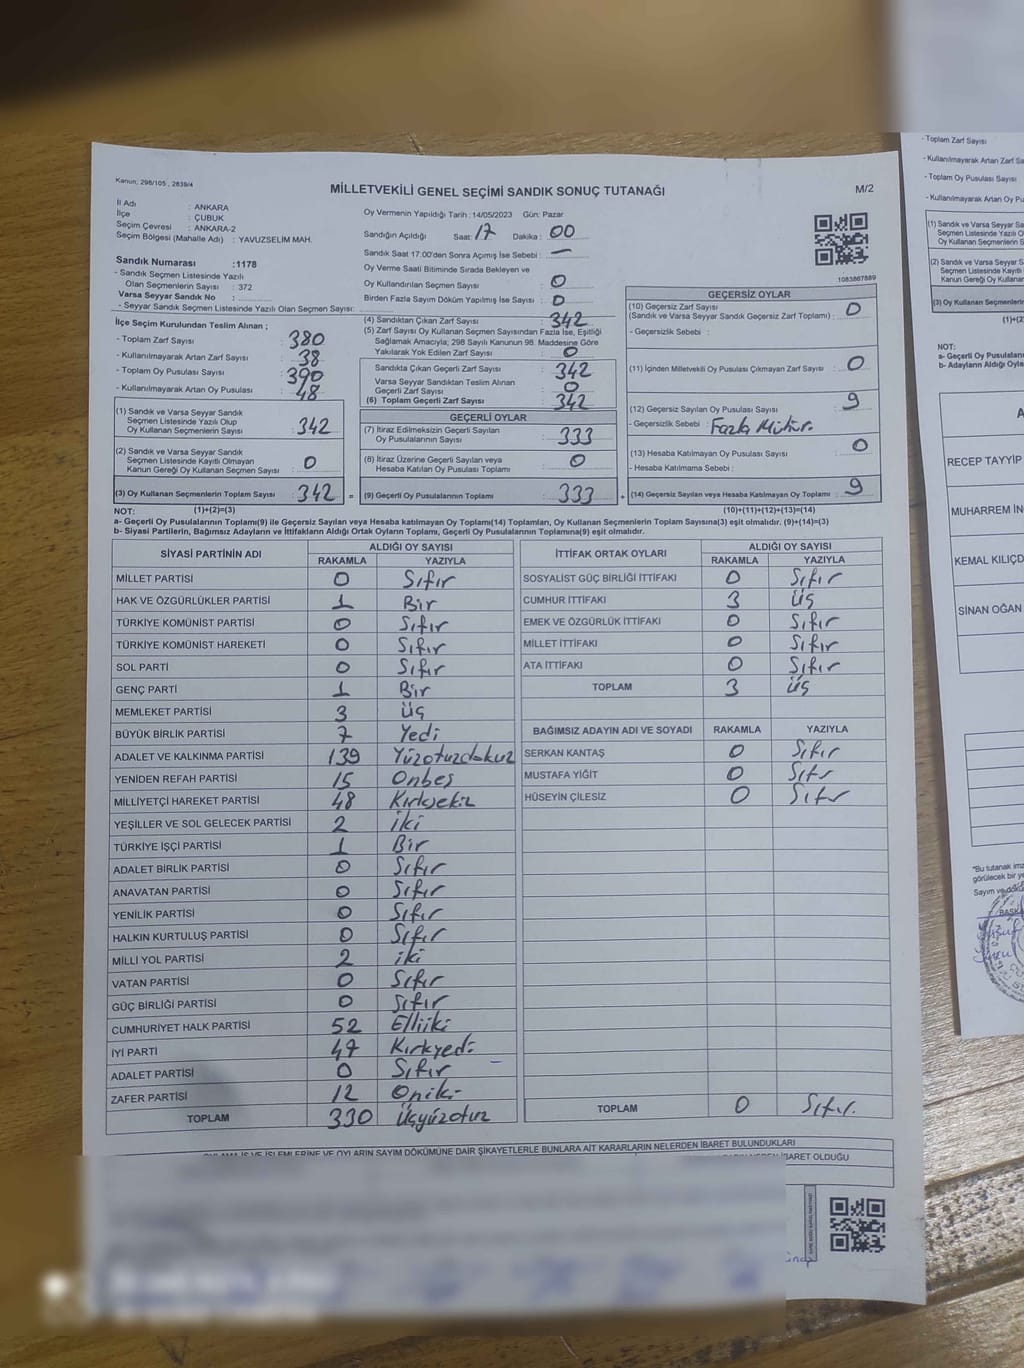 Kanun; 298/105 , 2839/4
MİLLETVEKİLİ GENEL SEÇİMİ SANDIK SONUÇ TUTANAĞI
M/2
İl Adı : ANKARA
İlçe : ÇUBUK
Seçim Çevresi : ANKARA-2
Seçim Bölgesi (Mahalle Adı) : YAVUZSELİM MAH.
Sandık Numarası :1178
- Sandık Seçmen Listesinde Yazılı
Olan Seçmenlerin Sayısı : 372
Varsa Seyyar Sandık No :
- Seyyar Sandık Seçmen Listesinde Yazılı Olan Seçmen Sayısı:
Oy Vermenin Yapıldığı Tarih : 14/05/2023 Gün: Pazar
Sandığın Açıldığı Saat: 17 Dakika : 00
Sandık Saat 17.00'den Sonra Açımış İse Sebebi : —
Oy Verme Saati Bitiminde Sırada Bekleyen ve
Oy Kullandırılan Seçmen Sayısı : 0
Birden Fazla Sayım Döküm Yapılmış İse Sayısı : 0
1083867889
İlçe Seçim Kurulundan Teslim Alınan ;
- Toplam Zarf Sayısı : 380
- Kullanılmayarak Artan Zarf Sayısı : 38
- Toplam Oy Pusulası Sayısı : 390
- Kullanılmayarak Artan Oy Pusulası : 48
(1) Sandık ve Varsa Seyyar Sandık
Seçmen Listesinde Yazılı Olup
Oy Kullanan Seçmenlerin Sayısı : 342
(2) Sandık ve Varsa Seyyar Sandık
Seçmen Listesinde Kayıtlı Olmayan
Kanun Gereği Oy Kullanan Seçmen Sayısı : 0
(3) Oy Kullanan Seçmenlerin Toplam Sayısı : 342 =
(4) Sandıktan Çıkan Zarf Sayısı : 342
(5) Zarf Sayısı Oy Kullanan Seçmen Sayısından Fazla İse, Eşitliği
Sağlamak Amacıyla; 298 Sayılı Kanunun 98. Maddesine Göre
Yakılarak Yok Edilen Zarf Sayısı : 0
Sandıkta Çıkan Geçerli Zarf Sayısı : 342
Varsa Seyyar Sandıktan Teslim Alınan
Geçerli Zarf Sayısı : 0
(6) Toplam Geçerli Zarf Sayısı : 342
GEÇERLİ OYLAR
(7) İtiraz Edilmeksizin Geçerli Sayılan
Oy Pusulalarının Sayısı : 333
(8) İtiraz Üzerine Geçerli Sayılan veya
Hesaba Katılan Oy Pusulası Toplamı : 0
(9) Geçerli Oy Pusulalarının Toplamı : 333 +
GEÇERSİZ OYLAR
(10) Geçersiz Zarf Sayısı
(Sandık ve Varsa Seyyar Sandık Geçersiz Zarf Toplamı) : 0
- Geçersizlik Sebebi :
(11) İçinden Milletvekili Oy Pusulası Çıkmayan Zarf Sayısı : 0
(12) Geçersiz Sayılan Oy Pusulası Sayısı : 9
- Geçersizlik Sebebi : Fazla Mühür.
(13) Hesaba Katılmayan Oy Pusulası Sayısı : 0
- Hesaba Katılmama Sebebi :
(14) Geçersiz Sayılan veya Hesaba Katılmayan Oy Toplamı : 9
NOT: (1)+(2)=(3) (10)+(11)+(12)+(13)=(14)
a- Geçerli Oy Pusulalarının Toplamı(9) ile Geçersiz Sayılan veya Hesaba katılmayan Oy Toplamı(14) Toplamları, Oy Kullanan Seçmenlerin Toplam Sayısına(3) eşit olmalıdır. (9)+(14)=(3)
b- Siyasi Partilerin, Bağımsız Adayların ve İttifakların Aldığı Ortak Oyların Toplamı, Geçerli Oy Pusulalarının Toplamına(9) eşit olmalıdır.
SİYASİ PARTİNİN ADI ALDIĞI OY SAYISI
RAKAMLA YAZIYLA
MİLLET PARTİSİ 0 Sıfır
HAK VE ÖZGÜRLÜKLER PARTİSİ 1 Bir
TÜRKİYE KOMÜNİST PARTİSİ 0 Sıfır
TÜRKİYE KOMÜNİST HAREKETİ 0 Sıfır
SOL PARTİ 0 Sıfır
GENÇ PARTİ 1 Bir
MEMLEKET PARTİSİ 3 Üç
BÜYÜK BİRLİK PARTİSİ 7 Yedi
ADALET VE KALKINMA PARTİSİ 139 Yüzotuzdokuz
YENİDEN REFAH PARTİSİ 15 Onbeş
MİLLİYETÇİ HAREKET PARTİSİ 48 Kırksekiz
YEŞİLLER VE SOL GELECEK PARTİSİ 2 İki
TÜRKİYE İŞÇİ PARTİSİ 1 Bir
ADALET BİRLİK PARTİSİ 0 Sıfır
ANAVATAN PARTİSİ 0 Sıfır
YENİLİK PARTİSİ 0 Sıfır
HALKIN KURTULUŞ PARTİSİ 0 Sıfır
MİLLİ YOL PARTİSİ 2 iki
VATAN PARTİSİ 0 Sıfır
GÜÇ BİRLİĞİ PARTİSİ 0 Sıfır
CUMHURİYET HALK PARTİSİ 52 Elliiki
İYİ PARTİ 47 Kırkyedi
ADALET PARTİSİ 0 Sıfır
ZAFER PARTİSİ 12 Oniki
TOPLAM 330 Üçyüzotuz
İTTİFAK ORTAK OYLARI ALDIĞI OY SAYISI
RAKAMLA YAZIYLA
SOSYALİST GÜÇ BİRLİĞİ İTTİFAKI 0 Sıfır
CUMHUR İTTİFAKI 3 üç
EMEK VE ÖZGÜRLÜK İTTİFAKI 0 Sıfır
MİLLET İTTİFAKI 0 Sıfır
ATA İTTİFAKI 0 Sıfır
TOPLAM 3 üç
BAĞIMSIZ ADAYIN ADI VE SOYADI RAKAMLA YAZIYLA
SERKAN KANTAŞ 0 Sıfır
MUSTAFA YİĞİT 0 Sıfır
HÜSEYİN ÇİLESİZ 0 Sıfır
TOPLAM 0 Sıfır.
OYLAMA İŞ VE İŞLEMLERİNE VE OYLARIN SAYIM DÖKÜMÜNE DAİR ŞİKAYETLERLE BUNLARA AİT KARARLARIN NELERDEN İBARET BULUNDUKLARI
İBARET OLDUĞU
- Toplam Zarf Sayısı
- Kullanılmayarak Artan Zarf Sa
- Toplam Oy Pusulası Sayısı
- Kullanılmayarak Artan Oy Pu
(1) Sandık ve Varsa Seyyar Sandık
Seçmen Listesinde Yazılı O
Oy Kullanan Seçmenlerin
(2) Sandık ve Varsa Seyyar
Seçmen Listesinde Kayıtl
Kanun Gereği Oy Kullana
(3) Oy Kullanan Seçmenlerin
(1)+(2
NOT:
a- Geçerli Oy Pusulaları
b- Adayların Aldığı Oy
A
RECEP TAYYİP
MUHARREM İN
KEMAL KILIÇD
SİNAN OĞAN
"Bu tutanak imz
görülecek bir ye
Sayım ve dökü
BAŞK